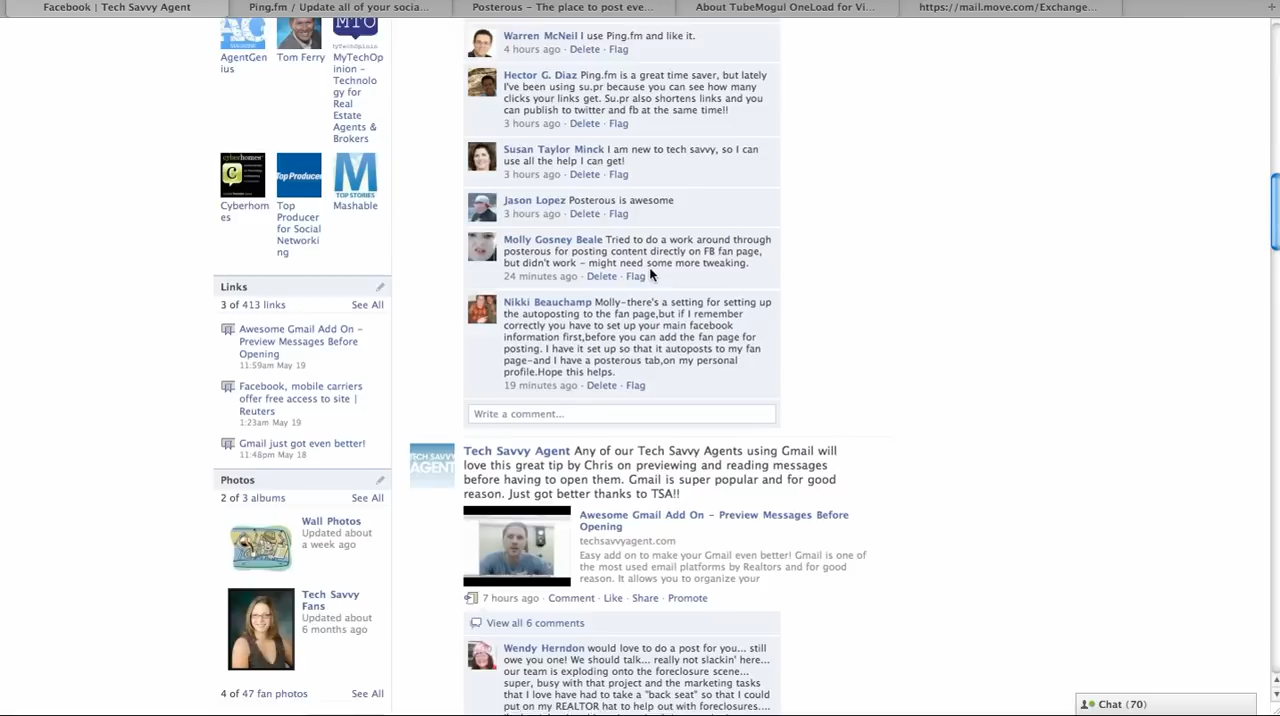 Facebook | Tech Savvy Agent
Ping.fm / Update all of your socia...
Posterous - The place to post eve...
About TubeMogul OneLoad for Vi...
https://mail.move.com/Exchange...
AgentGen
ius
Tom Ferry
MTO
MyTechOpi
nion -
Technolo
gy for
Real
Estate
Agents &
Brokers
cyberhomes
Cyberhom
es
Top Producer
Top
Producer
for Social
Networki
ng
M
TOP STORIES
Mashable
Links
3 of 413 links
See All
Awesome Gmail Add On –
Preview Messages Before
Opening
11:59am May 19
Facebook, mobile carriers
offer free access to site |
Reuters
1:23am May 19
Gmail just got even better!
11:48pm May 18
Photos
2 of 3 albums
See All
Wall Photos
Updated about
a week ago
Tech Savvy
Fans
Updated about
6 months ago
4 of 47 fan photos
See All
Warren McNeil I use Ping.fm and like it.
4 hours ago · Delete · Flag
Hector G. Diaz Ping.fm is a great time saver, but lately
I've been using su.pr because you can see how many
clicks your links get. Su.pr also shortens links and you
can publish to twitter and fb at the same time!!
3 hours ago · Delete · Flag
Susan Taylor Minck I am new to tech savvy, so I can
use all the help I can get!
3 hours ago · Delete · Flag
Jason Lopez Posterous is awesome
3 hours ago · Delete · Flag
Molly Gosney Beale Tried to do a work around through
posterous for posting content directly on FB fan page,
but didn't work – might need some more tweaking.
24 minutes ago · Delete · Flag
Nikki Beauchamp Molly–there's a setting for setting up
the autoposting to the fan page,but if I remember
correctly you have to set up your main facebook
information first,before you can add the fan page for
posting. I have it set up so that it autoposts to my fan
page–and I have a posterous tab,on my personal
profile.Hope this helps.
19 minutes ago · Delete · Flag
Write a comment...
TECH SAVVY
AGENT
Tech Savvy Agent Any of our Tech Savvy Agents using Gmail will
love this great tip by Chris on previewing and reading messages
before having to open them. Gmail is super popular and for good
reason. Just got better thanks to TSA!!
Awesome Gmail Add On – Preview Messages Before
Opening
techsavvyagent.com
Easy add on to make your Gmail even better! Gmail is one of
the most used email platforms by Realtors and for good
reason. It allows you to organize your
7 hours ago · Comment · Like · Share · Promote
View all 6 comments
Wendy Herndon would love to do a post for you... still
owe you one! We should talk... really not slackin' here...
our team is exploding onto the foreclosure scene...
super, busy with that project and the marketing tasks
that I love have had to take a "back seat" so that I could
put on my REALTOR hat to help out with foreclosures....
Chat (70)